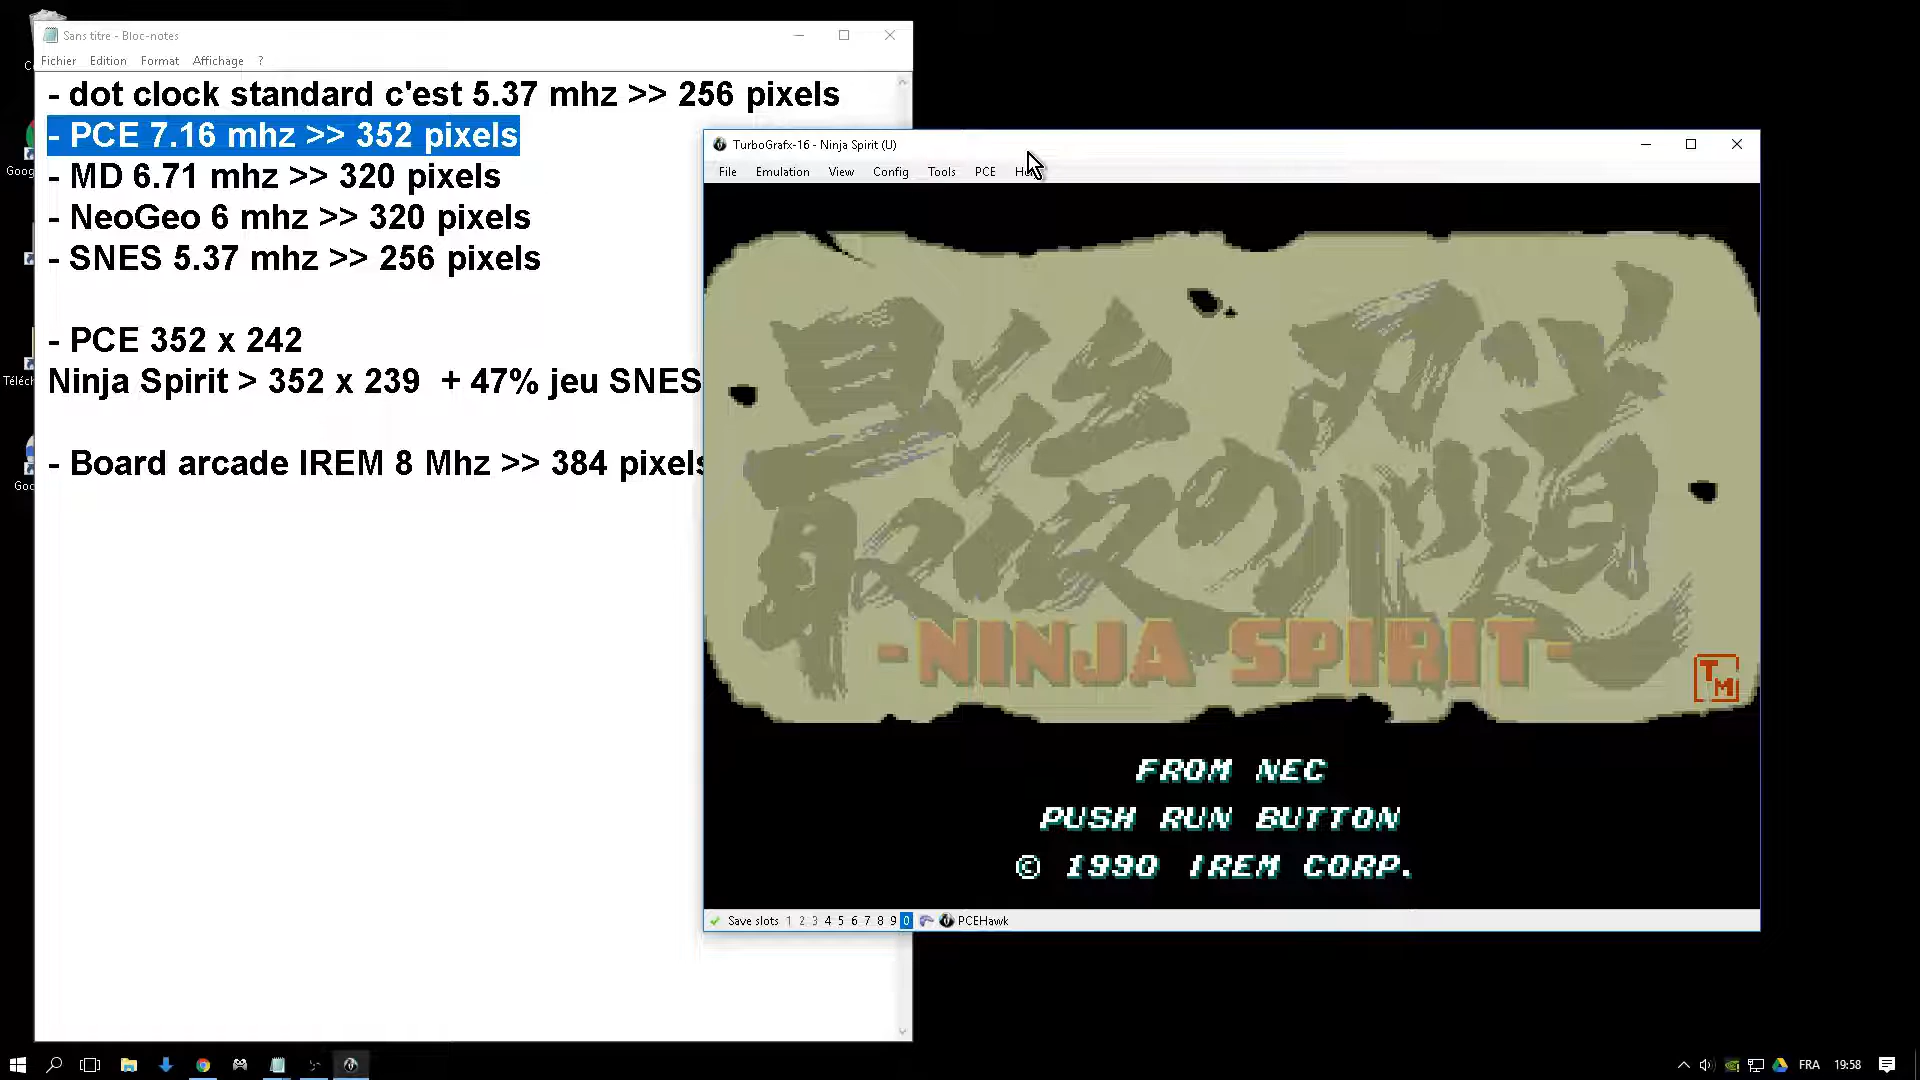 Sans titre - Bloc-notes
Fichier Edition Format Affichage ?
- dot clock standard c'est 5.37 mhz >> 256 pixels
- PCE 7.16 mhz >> 352 pixels
- MD 6.71 mhz >> 320 pixels
- NeoGeo 6 mhz >> 320 pixels
- SNES 5.37 mhz >> 256 pixels
- PCE 352 x 242
Ninja Spirit > 352 x 239 + 47% jeu SNES
- Board arcade IREM 8 Mhz >> 384 pixels
TurboGrafx-16 - Ninja Spirit (U)
File Emulation View Config Tools PCE
最後の忍道
-NINJA SPIRIT-
TM
FROM NEC
PUSH RUN BUTTON
© 1990 IREM CORP.
Save slots 1 2 3 4 5 6 7 8 9 0 PCEHawk
FRA 19:58